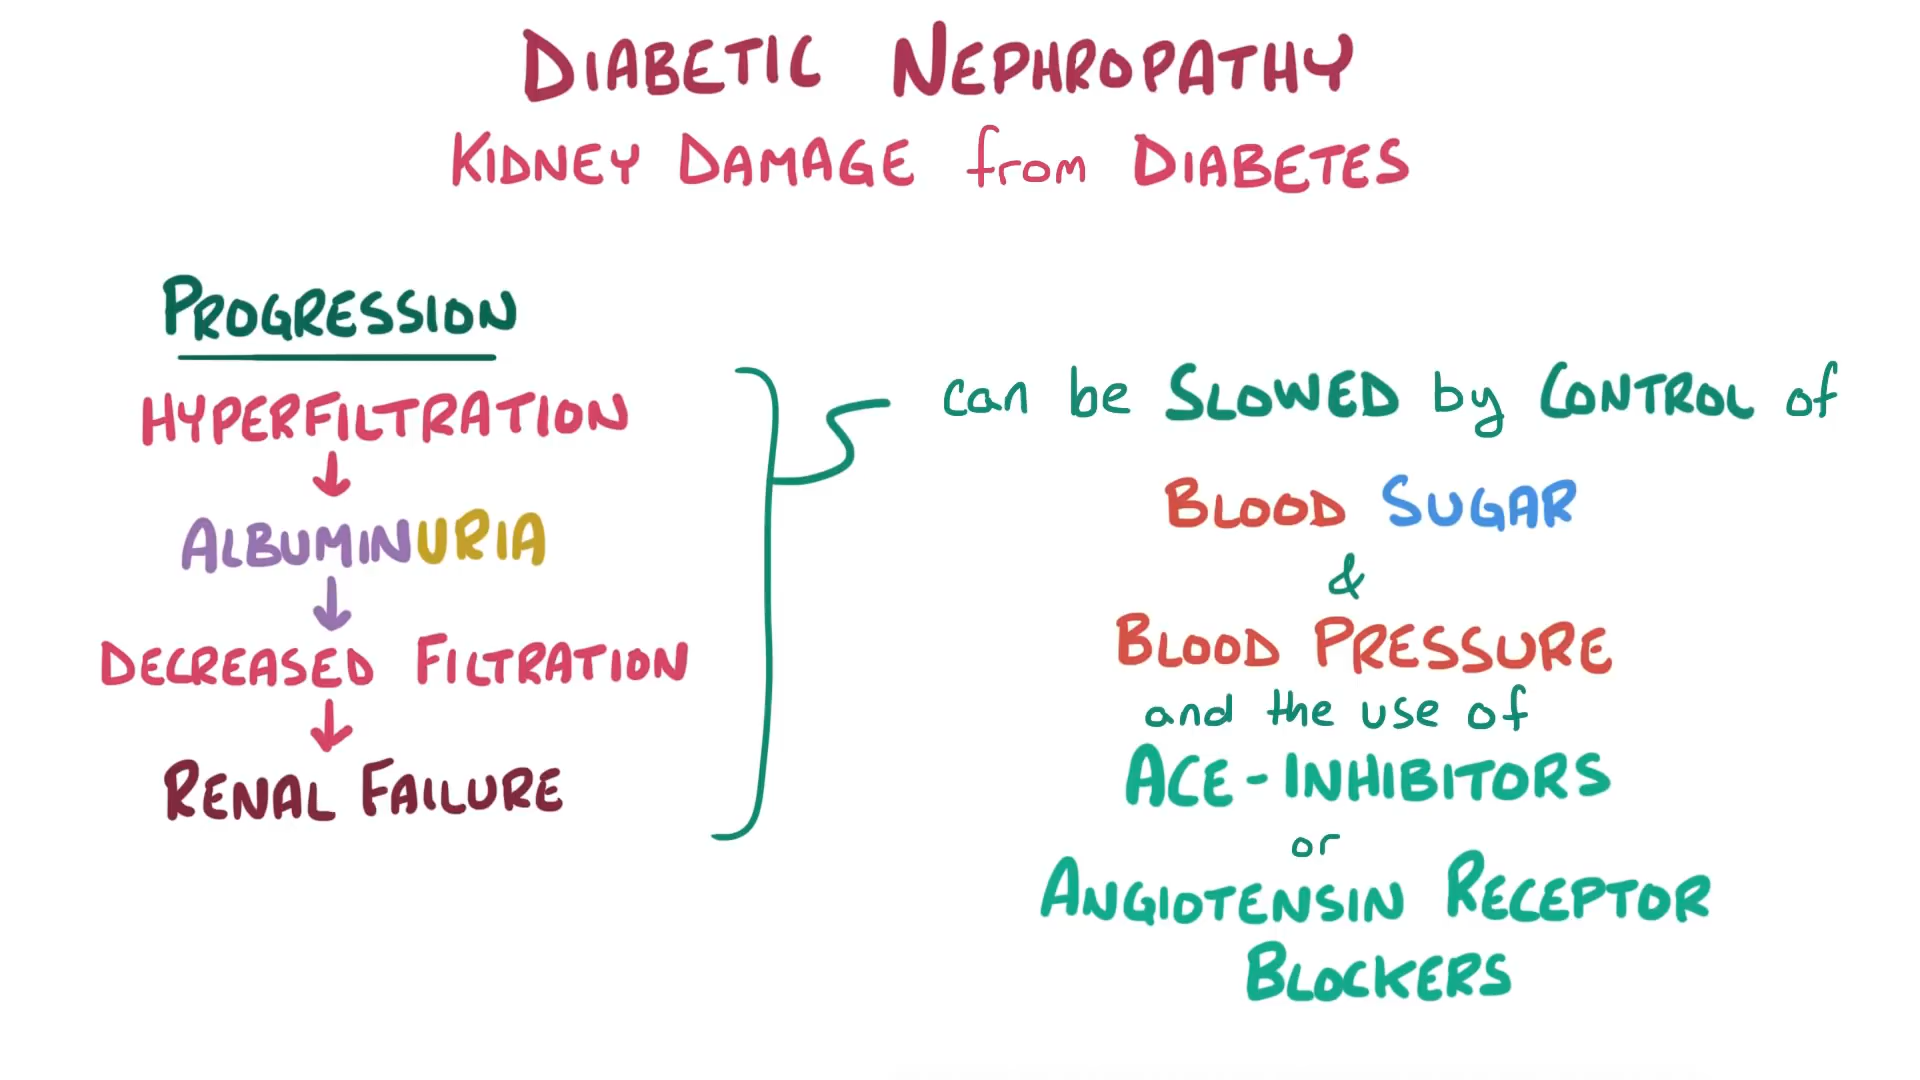 DIABETIC NEPHROPATHY
KIDNEY DAMAGE from DIABETES
PROGRESSION
HYPERFILTRATION
ALBUMINURIA
DECREASED FILTRATION
RENAL FAILURE
can be SLOWED by CONTROL of
BLOOD SUGAR
&
BLOOD PRESSURE
and the use of
ACE-INHIBITORS
or
ANGIOTENSIN RECEPTOR
BLOCKERS